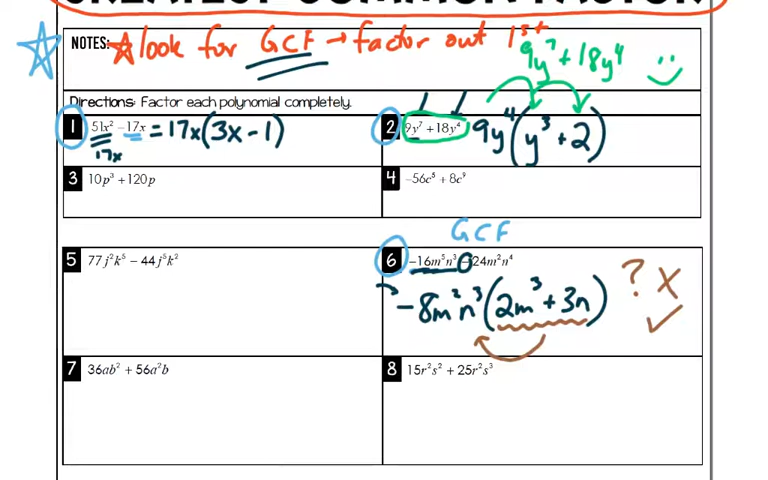 GREATEST COMMON FACTOR
NOTES: look for GCF → factor out 1st
9y⁷ + 18y⁴
Directions: Factor each polynomial completely.
1 51x² – 17x = 17x(3x – 1)
17x
2 9y⁷ + 18y⁴ 9y⁴(y³ + 2)
3 10p³ + 120p
4 -56c⁵ + 8c⁹
GCF
5 77j²k⁵ – 44j⁵k²
6 -16m⁵n³ – 24m²n⁴
-8m²n³(2m³ + 3n) ? X ✓
7 36ab² + 56a²b
8 15r²s² + 25r²s³